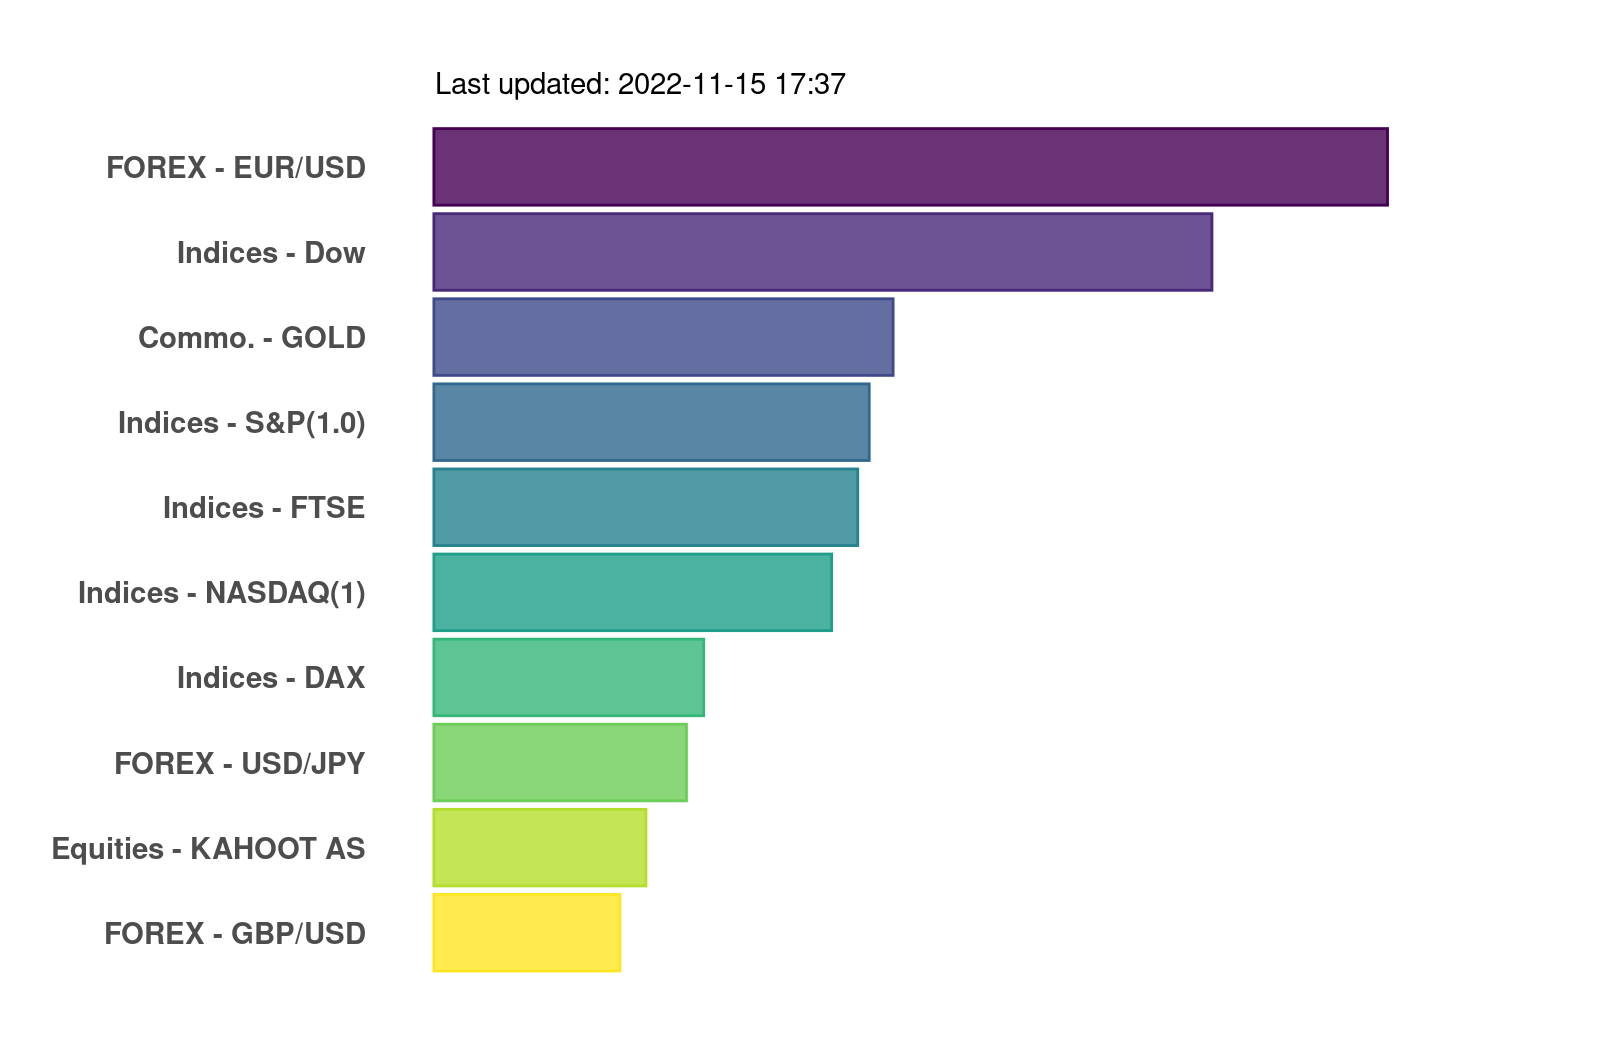 Last updated: 2022-11-15 17:37
FOREX - EUR/USD
Indices - Dow
Commo. - GOLD
Indices - S&P(1.0)
Indices - FTSE
Indices - NASDAQ(1)
Indices - DAX
FOREX - USD/JPY
Equities - KAHOOT AS
FOREX - GBP/USD